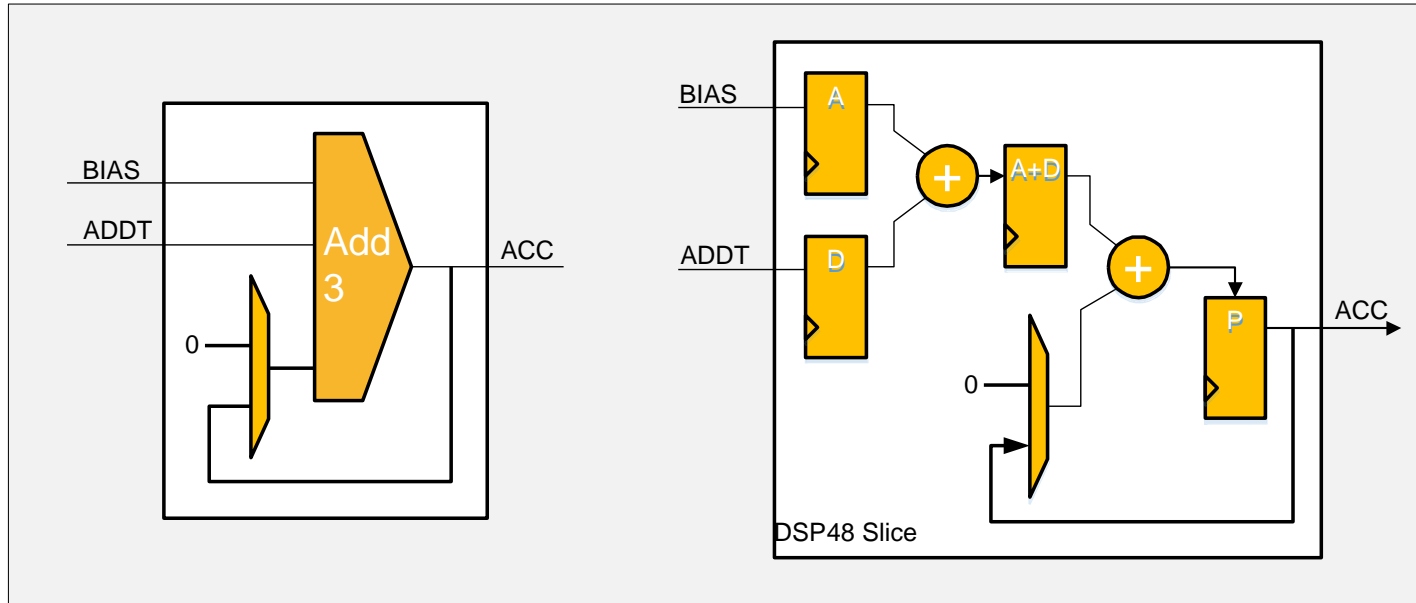 BIAS
ADDT
Add
3
0
ACC
BIAS
A
ADDT
D
+
A+D
+
0
P
ACC
DSP48 Slice